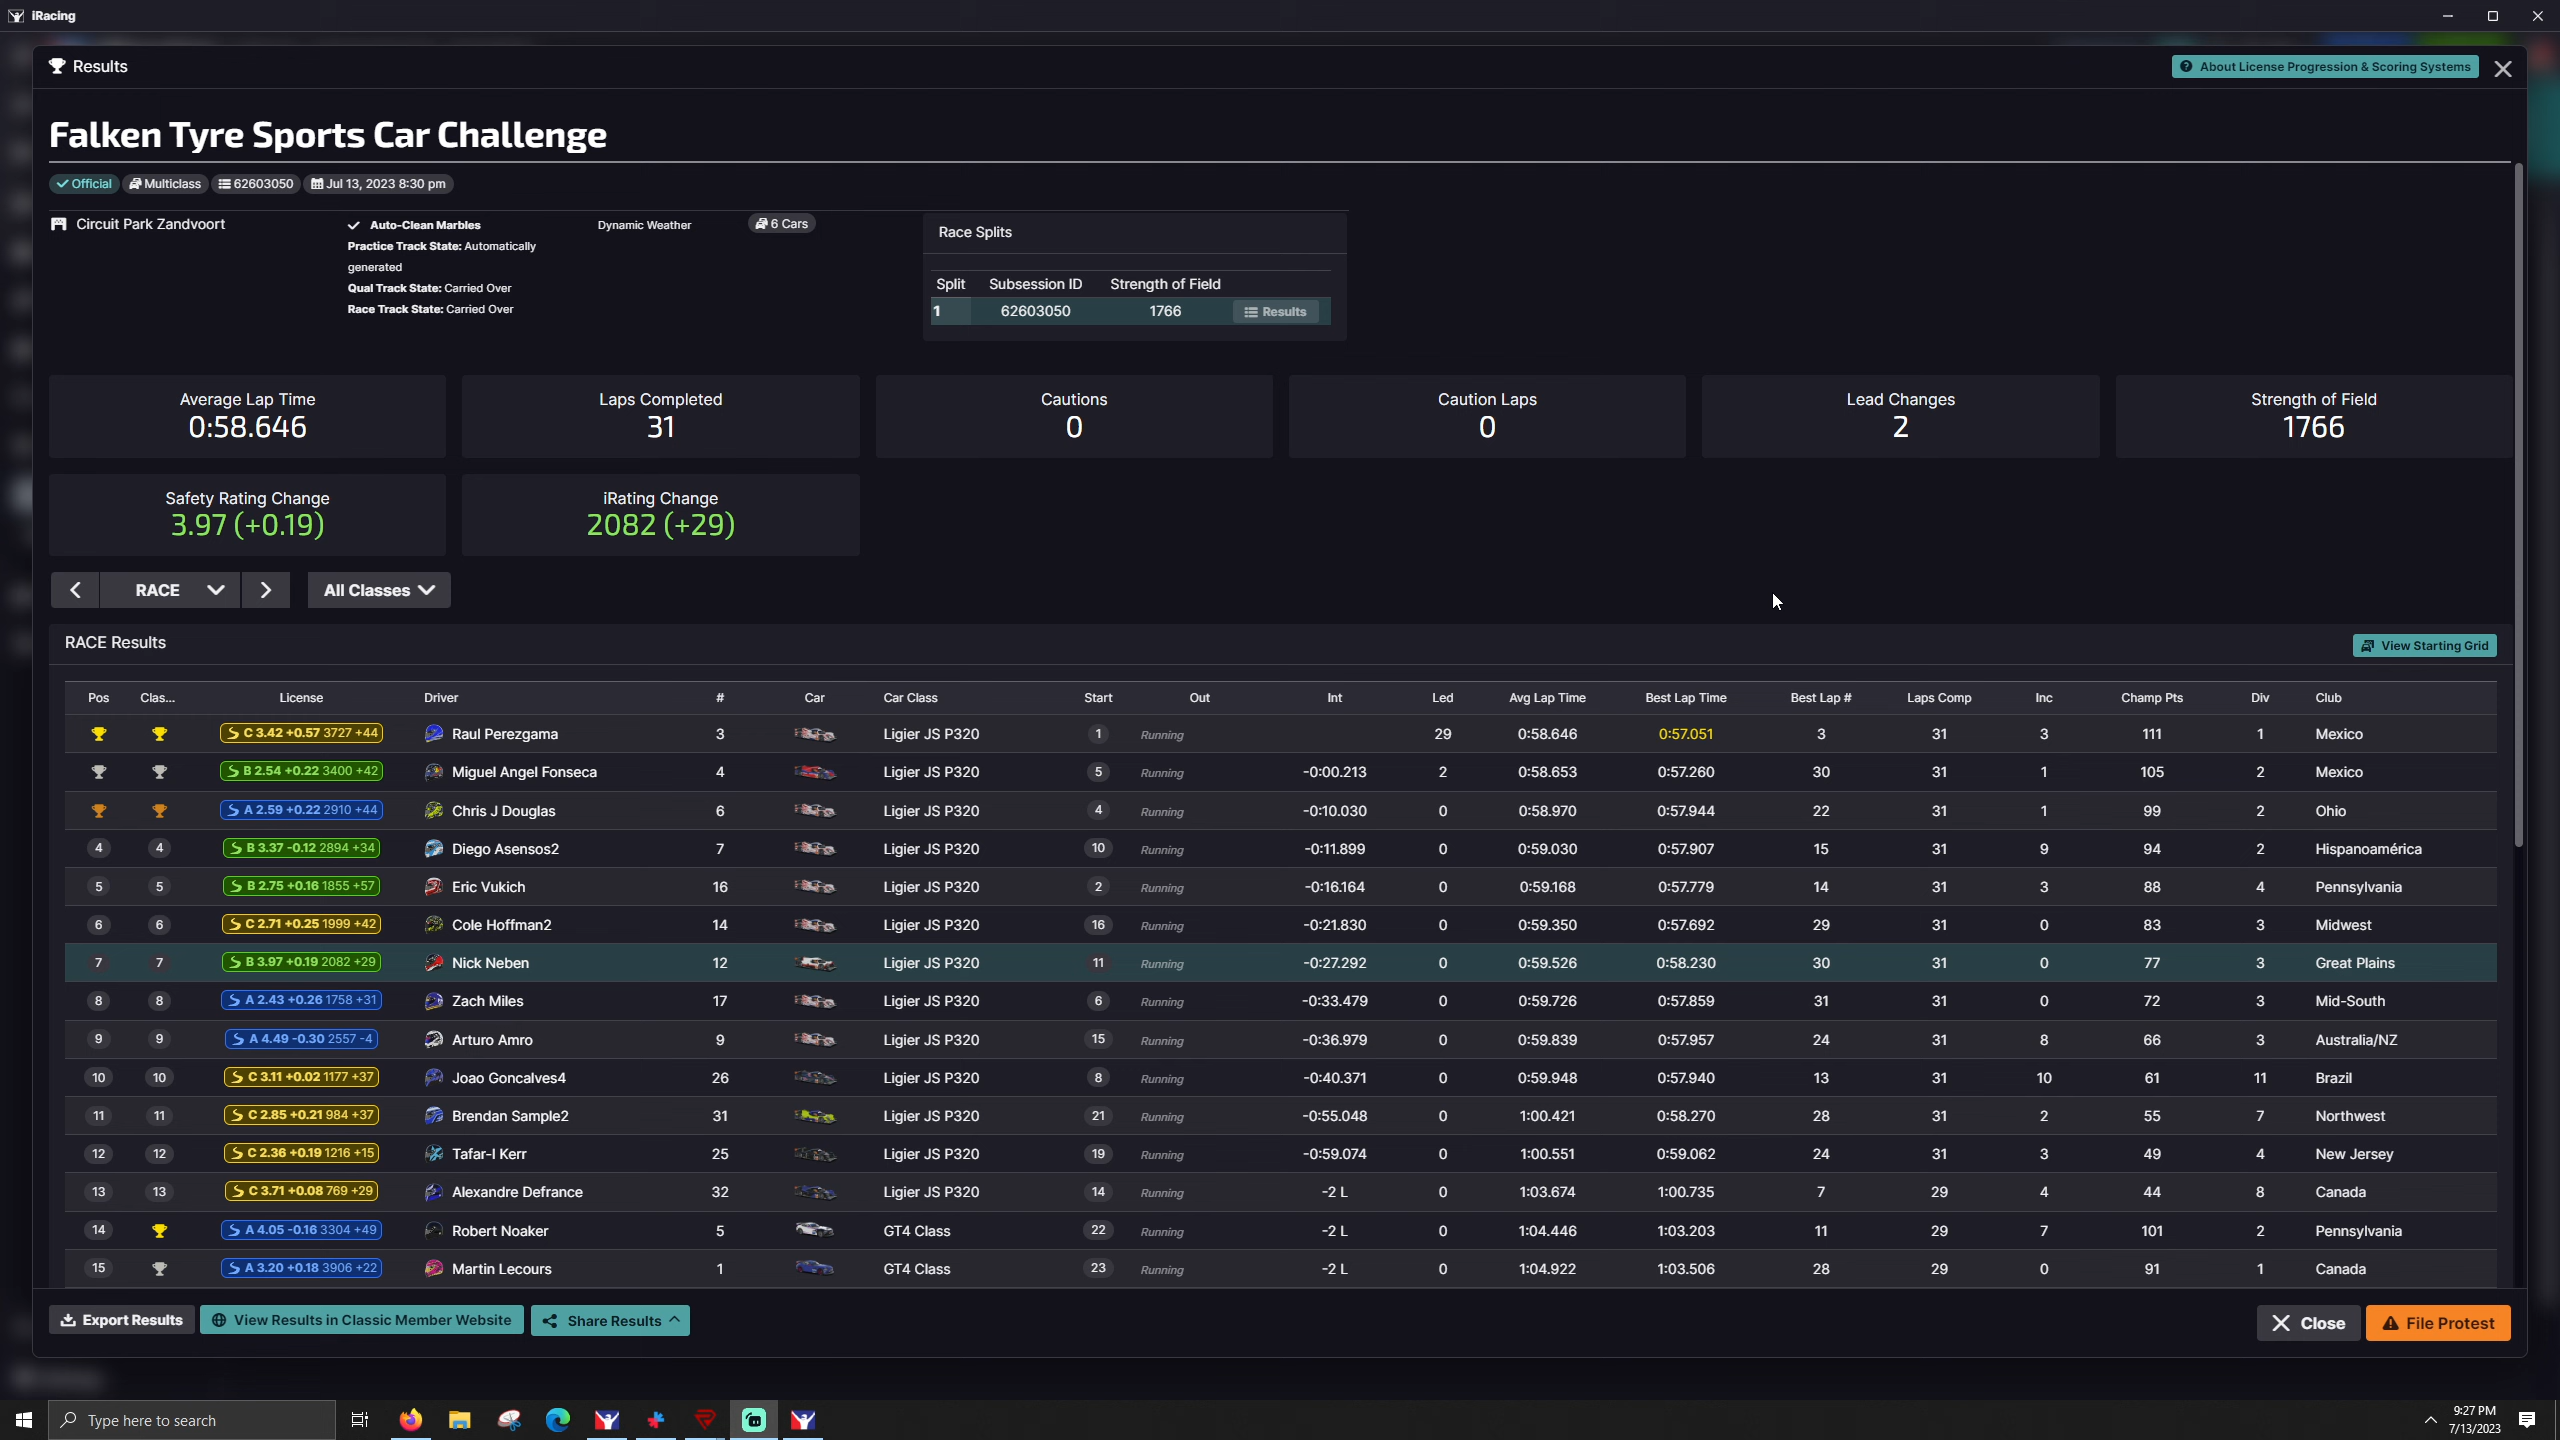 iRacing
Results
About License Progression & Scoring Systems
Falken Tyre Sports Car Challenge
Official Multiclass 62603050 Jul 13, 2023 8:30 pm
Circuit Park Zandvoort
Auto-Clean Marbles
Practice Track State: Automatically
generated
Qual Track State: Carried Over
Race Track State: Carried Over
Dynamic Weather
6 Cars
Race Splits
Split Subsession ID Strength of Field
1 62603050 1766 Results
Average Lap Time
0:58.646
Laps Completed
31
Cautions
0
Caution Laps
0
Lead Changes
2
Strength of Field
1766
Safety Rating Change
3.97 (+0.19)
iRating Change
2082 (+29)
RACE
All Classes
RACE Results
View Starting Grid
Pos Clas... License Driver # Car Car Class Start Out Int Led Avg Lap Time Best Lap Time Best Lap # Laps Comp Inc Champ Pts Div Club
C 3.42 +0.57 3727 +44 Raul Perezgama 3 Ligier JS P320 1 Running 29 0:58.646 0:57.051 3 31 3 111 1 Mexico
B 2.54 +0.22 3400 +42 Miguel Angel Fonseca 4 Ligier JS P320 5 Running -0:00.213 2 0:58.653 0:57.260 30 31 1 105 2 Mexico
A 2.59 +0.22 2910 +44 Chris J Douglas 6 Ligier JS P320 4 Running -0:10.030 0 0:58.970 0:57.944 22 31 1 99 2 Ohio
4 4 B 3.37 -0.12 2894 +34 Diego Asensos2 7 Ligier JS P320 10 Running -0:11.899 0 0:59.030 0:57.907 15 31 9 94 2 Hispanoamérica
5 5 B 2.75 +0.16 1855 +57 Eric Vukich 16 Ligier JS P320 2 Running -0:16.164 0 0:59.168 0:57.779 14 31 3 88 4 Pennsylvania
6 6 C 2.71 +0.25 1999 +42 Cole Hoffman2 14 Ligier JS P320 16 Running -0:21.830 0 0:59.350 0:57.692 29 31 0 83 3 Midwest
7 7 B 3.97 +0.19 2082 +29 Nick Neben 12 Ligier JS P320 11 Running -0:27.292 0 0:59.526 0:58.230 30 31 0 77 3 Great Plains
8 8 A 2.43 +0.26 1758 +31 Zach Miles 17 Ligier JS P320 6 Running -0:33.479 0 0:59.726 0:57.859 31 31 0 72 3 Mid-South
9 9 A 4.49 -0.30 2557 -4 Arturo Amro 9 Ligier JS P320 15 Running -0:36.979 0 0:59.839 0:57.957 24 31 8 66 3 Australia/NZ
10 10 C 3.11 +0.02 1177 +37 Joao Goncalves4 26 Ligier JS P320 8 Running -0:40.371 0 0:59.948 0:57.940 13 31 10 61 11 Brazil
11 11 C 2.85 +0.21 984 +37 Brendan Sample2 31 Ligier JS P320 21 Running -0:55.048 0 1:00.421 0:58.270 28 31 2 55 7 Northwest
12 12 C 2.36 +0.19 1216 +15 Tafar-I Kerr 25 Ligier JS P320 19 Running -0:59.074 0 1:00.551 0:59.062 24 31 3 49 4 New Jersey
13 13 C 3.71 +0.08 769 +29 Alexandre Defrance 32 Ligier JS P320 14 Running -2 L 0 1:03.674 1:00.735 7 29 4 44 8 Canada
14 A 4.05 -0.16 3304 +49 Robert Noaker 5 GT4 Class 22 Running -2 L 0 1:04.446 1:03.203 11 29 7 101 2 Pennsylvania
15 A 3.20 +0.18 3906 +22 Martin Lecours 1 GT4 Class 23 Running -2 L 0 1:04.922 1:03.506 28 29 0 91 1 Canada
Export Results View Results in Classic Member Website Share Results Close File Protest
Type here to search
9:27 PM
7/13/2023